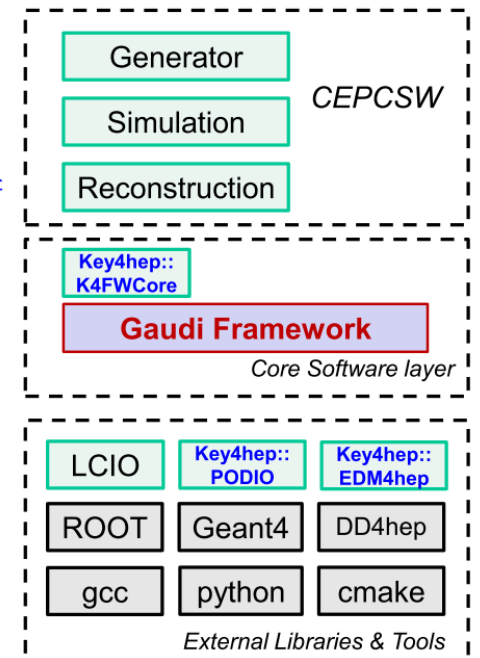 Generator
CEPCSW
Simulation
Reconstruction
:
Key4hep::
K4FWCore
Gaudi Framework
Core Software layer
LCIO
Key4hep::
PODIO
Key4hep::
EDM4hep
ROOT
Geant4
DD4hep
gcc
python
cmake
External Libraries & Tools